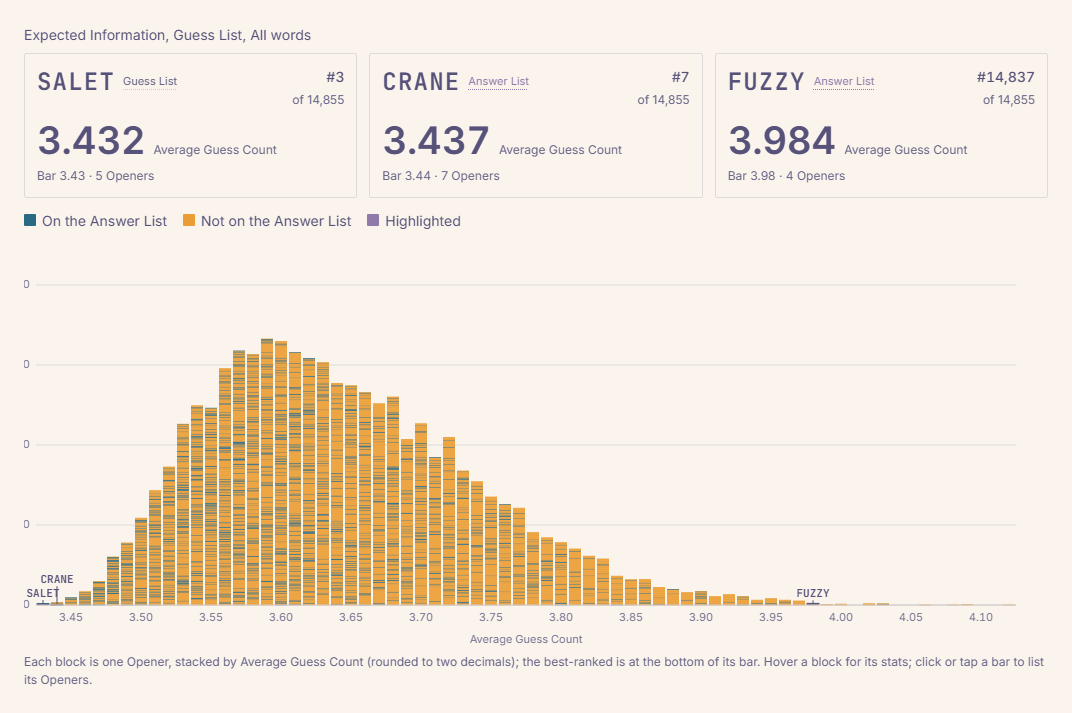 Expected Information, Guess List, All words
SALET Guess List #3
of 14,855
3.432 Average Guess Count
Bar 3.43 · 5 Openers
CRANE Answer List #7
of 14,855
3.437 Average Guess Count
Bar 3.44 · 7 Openers
FUZZY Answer List #14,837
of 14,855
3.984 Average Guess Count
Bar 3.98 · 4 Openers
On the Answer List Not on the Answer List Highlighted
0
0
0
0
CRANE
SALET FUZZY
0
3.45 3.50 3.55 3.60 3.65 3.70 3.75 3.80 3.85 3.90 3.95 4.00 4.05 4.10
Average Guess Count
Each block is one Opener, stacked by Average Guess Count (rounded to two decimals); the best-ranked is at the bottom of its bar. Hover a block for its stats; click or tap a bar to list
its Openers.